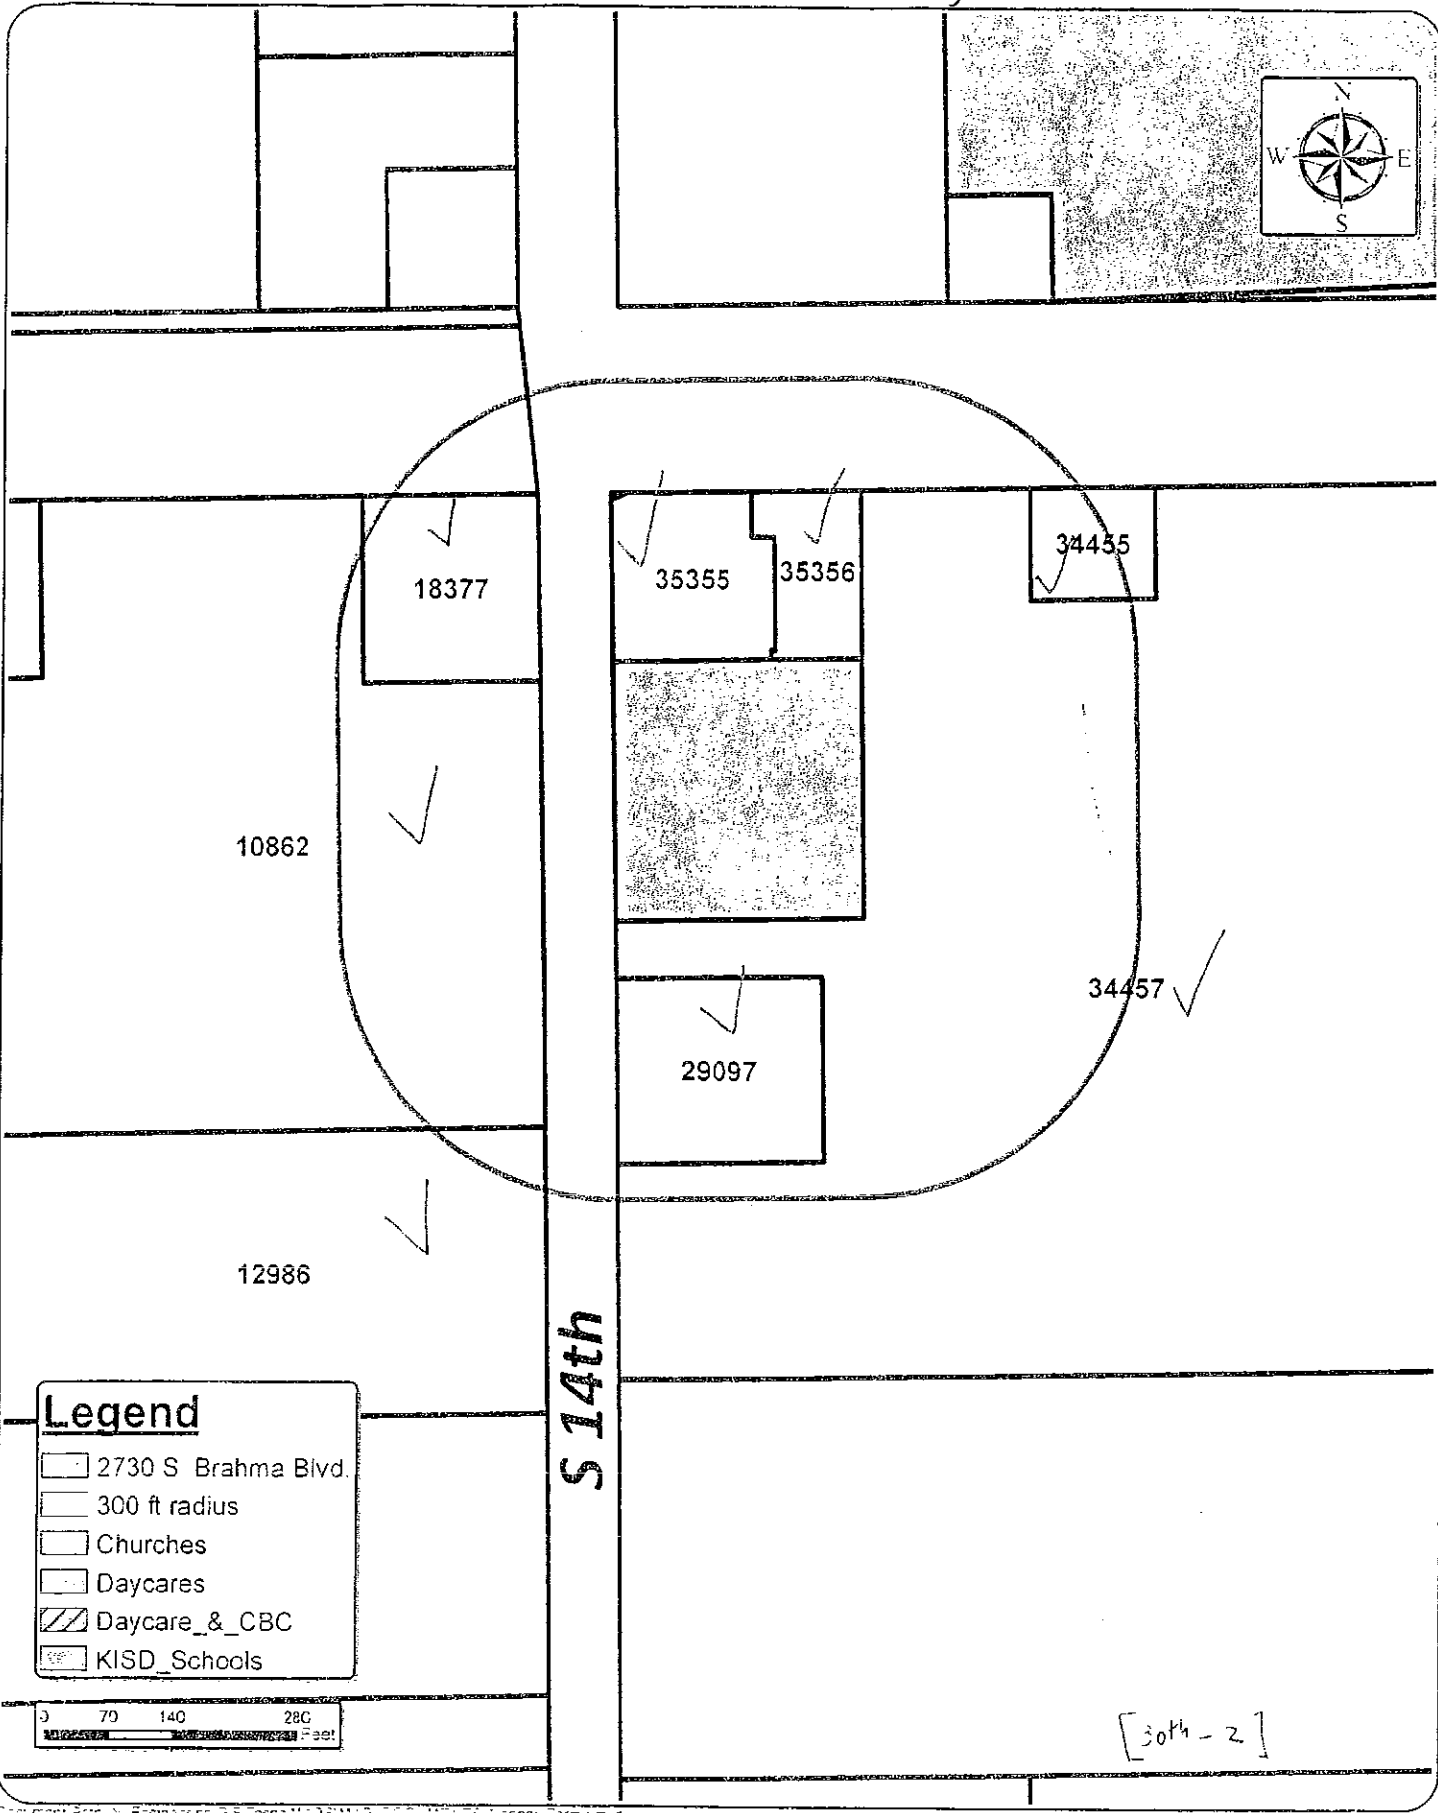 N
W E
S
34455
18377
35355
35356
10862
34457
29097
12986
S 14th
Legend
2730 S Brahma Blvd.
300 ft radius
Churches
Daycares
Daycare_&_CBC
KISD_Schools
0 70 140 280
Feet
[30th - 2]